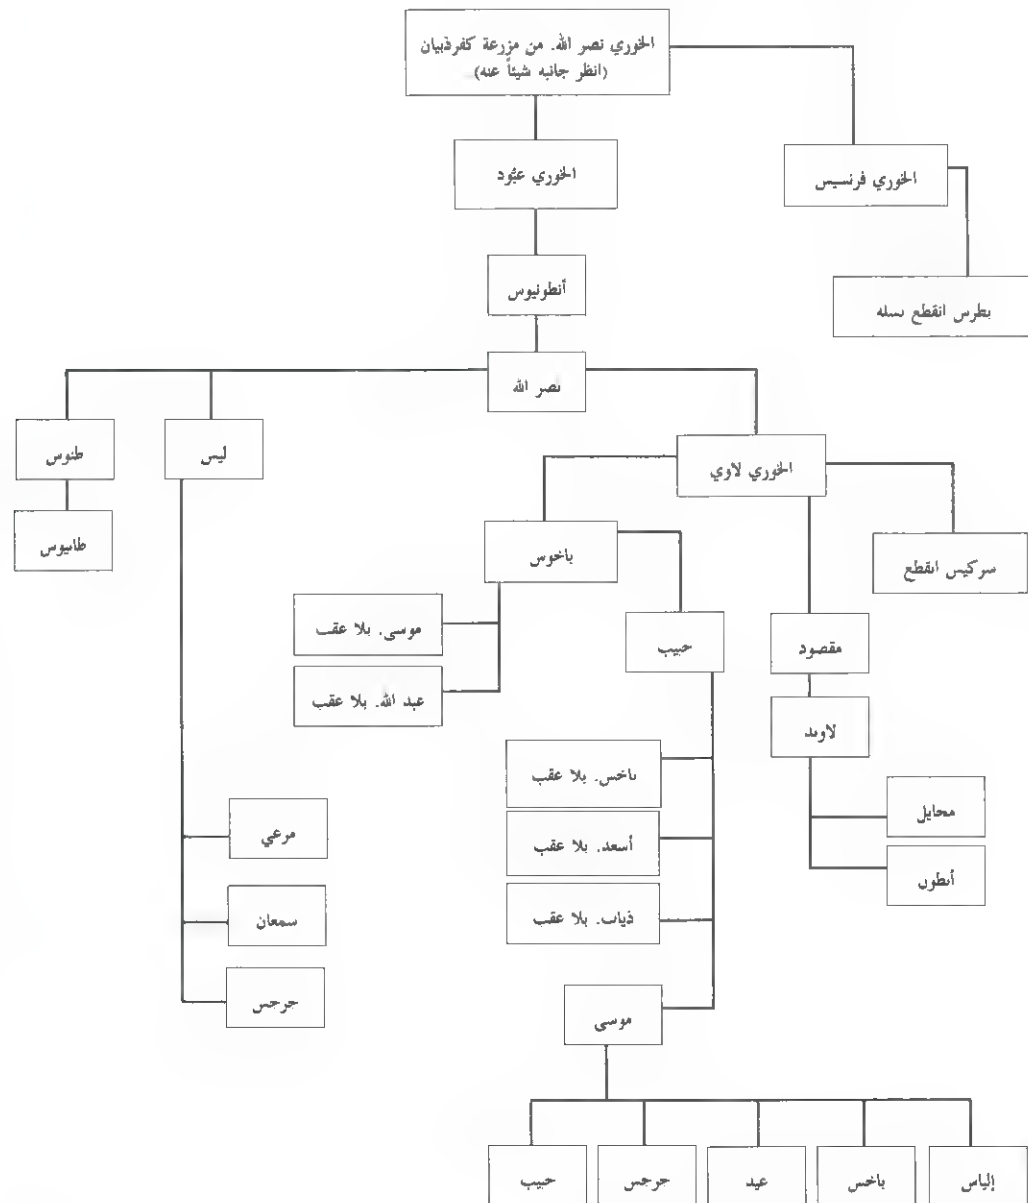 الخوري نصر الله. من مزرعة كفرذبيان
(انظر جانبه شيئاً عنه)
الخوري عبّود
الخوري فرنسيس
أنطونيوس
بطرس انقطع نسله
نصر الله
طنوس
ليس
الخوري لاوي
طانيوس
باخوس
سركيس انقطع
موسى. بلا عقب
حبيب
مقصود
عبد الله. بلا عقب
لاوند
باخس. بلا عقب
مرعي
محايل
أسعد. بلا عقب
أنطون
سمعان
ذياب. بلا عقب
جرجس
موسى
إلياس
باخس
عيد
جرجس
حبيب